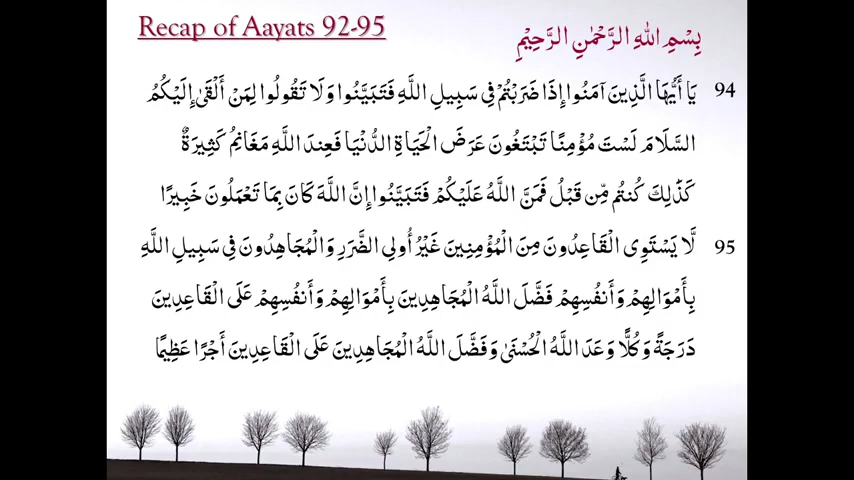 Recap of Aayats 92-95
بِسْمِ اللهِ الرَّحْمٰنِ الرَّحِيْمِ
94 يَا أَيُّهَا الَّذِينَ آمَنُوا إِذَا ضَرَبْتُمْ فِي سَبِيلِ اللَّهِ فَتَبَيَّنُوا وَلَا تَقُولُوا لِمَنْ أَلْقَىٰ إِلَيْكُمُ
السَّلَامَ لَسْتَ مُؤْمِنًا تَبْتَغُونَ عَرَضَ الْحَيَاةِ الدُّنْيَا فَعِندَ اللَّهِ مَغَانِمُ كَثِيرَةٌ
كَذَٰلِكَ كُنتُم مِّن قَبْلُ فَمَنَّ اللَّهُ عَلَيْكُمْ فَتَبَيَّنُوا إِنَّ اللَّهَ كَانَ بِمَا تَعْمَلُونَ خَبِيرًا
95 لَّا يَسْتَوِي الْقَاعِدُونَ مِنَ الْمُؤْمِنِينَ غَيْرُ أُولِي الضَّرَرِ وَالْمُجَاهِدُونَ فِي سَبِيلِ اللَّهِ
بِأَمْوَالِهِمْ وَأَنفُسِهِمْ فَضَّلَ اللَّهُ الْمُجَاهِدِينَ بِأَمْوَالِهِمْ وَأَنفُسِهِمْ عَلَى الْقَاعِدِينَ
دَرَجَةً وَكُلًّا وَعَدَ اللَّهُ الْحُسْنَىٰ وَفَضَّلَ اللَّهُ الْمُجَاهِدِينَ عَلَى الْقَاعِدِينَ أَجْرًا عَظِيمًا